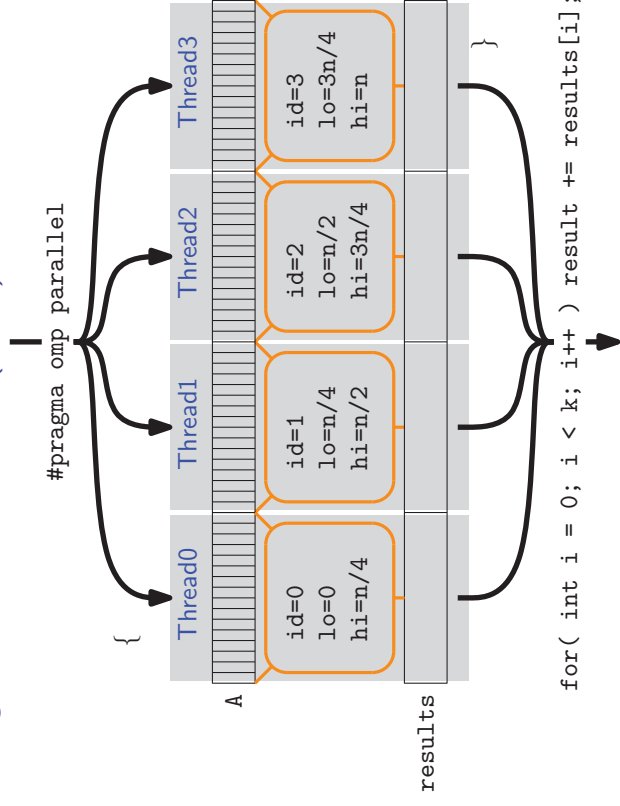 #pragma omp parallel
{
Thread0
Thread1
Thread2
Thread3
A
id=0
lo=0
hi=n/4
id=1
lo=n/4
hi=n/2
id=2
lo=n/2
hi=3n/4
id=3
lo=3n/4
hi=n
results
}
for( int i = 0; i < k; i++ ) result += results[i];